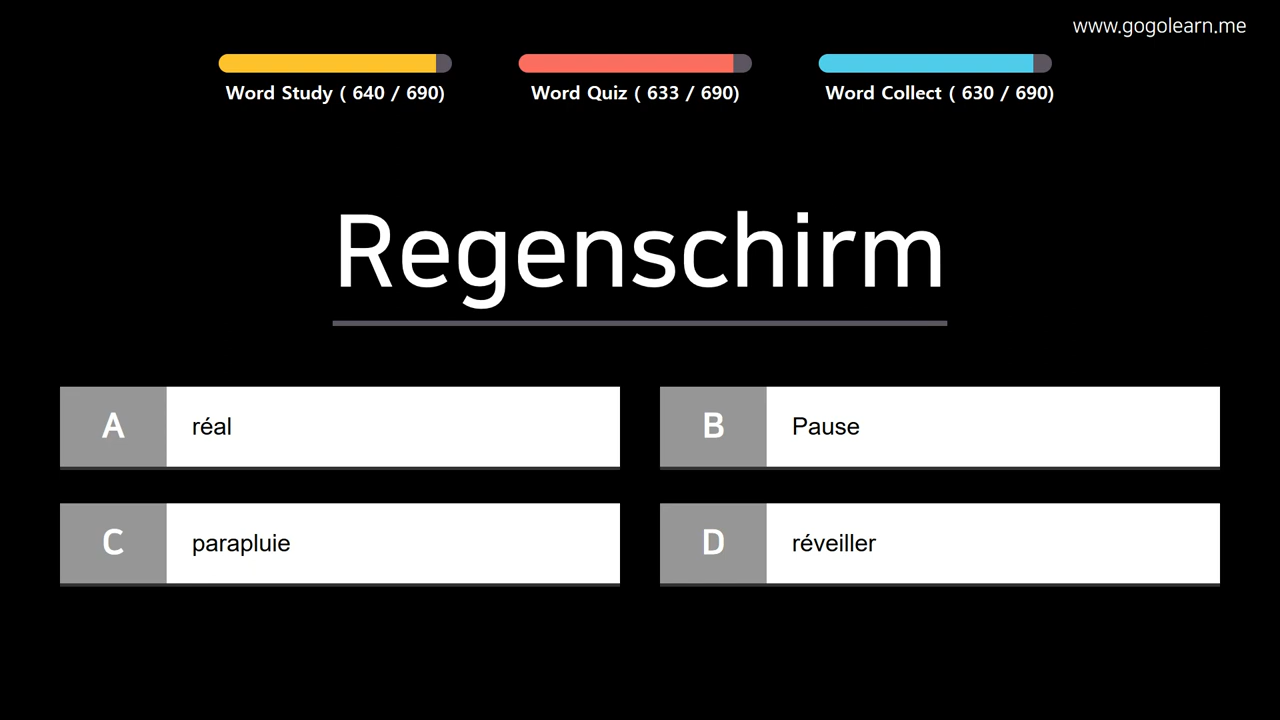 www.gogolearn.me
Word Study ( 640 / 690)
Word Quiz ( 633 / 690)
Word Collect ( 630 / 690)
Regenschirm
A réal
B Pause
C parapluie
D réveiller